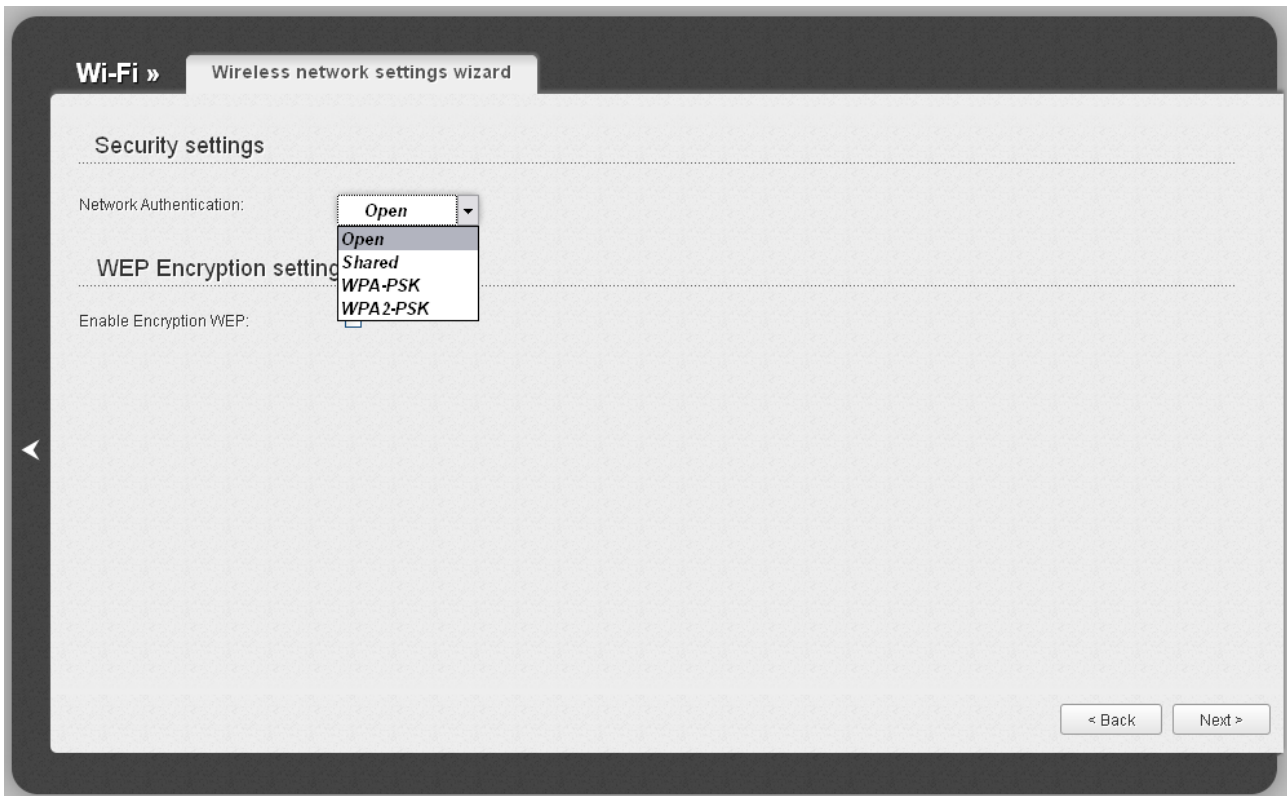 Wi-Fi » Wireless network settings wizard
Security settings
Network Authentication: Open
Open
WEP Encryption setting Shared
WPA-PSK
WPA2-PSK
Enable Encryption WEP:
< Back Next >